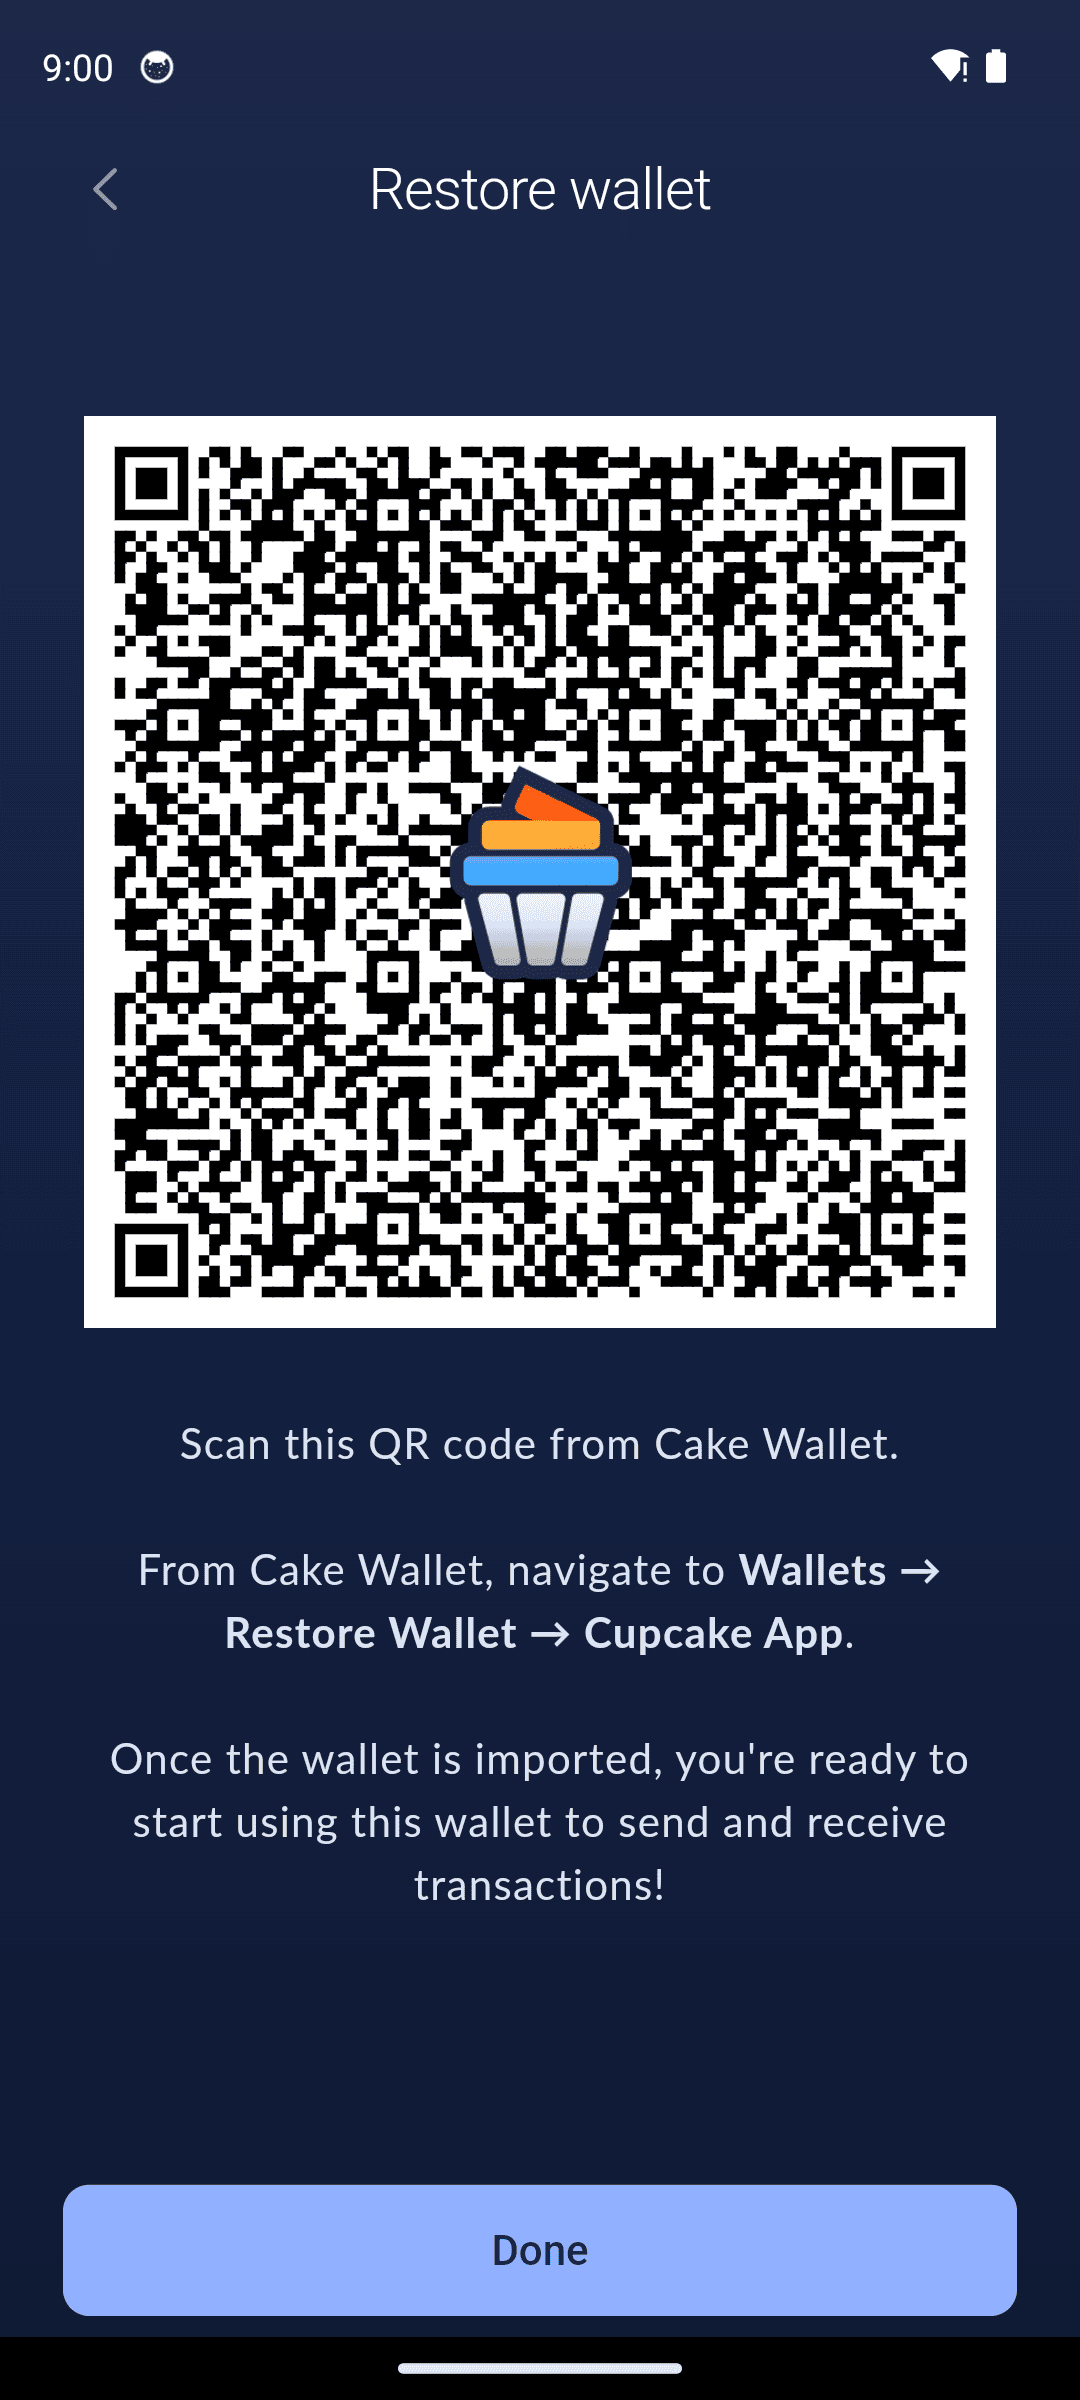 9:00
Restore wallet
Scan this QR code from Cake Wallet.
From Cake Wallet, navigate to Wallets →
Restore Wallet → Cupcake App.
Once the wallet is imported, you're ready to
start using this wallet to send and receive
transactions!
Done